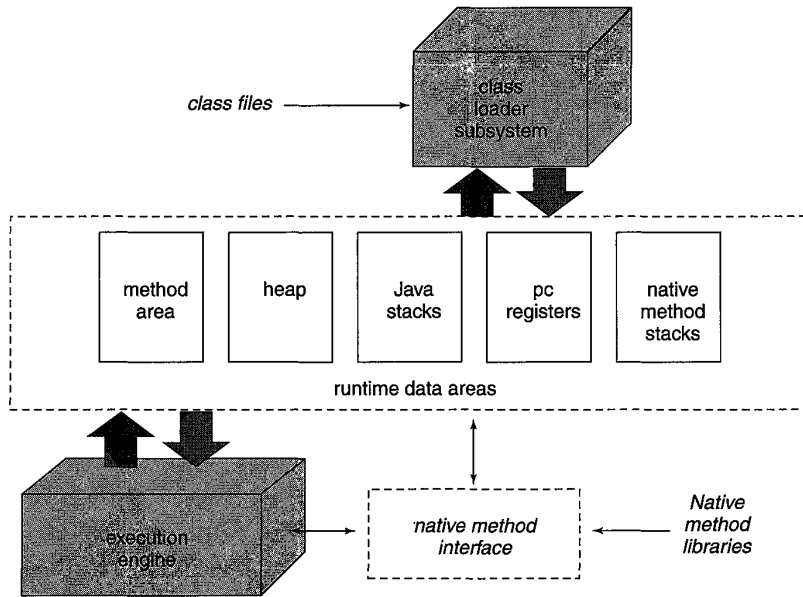 class files
class
loader
subsystem
method
area
heap
Java
stacks
pc
registers
native
method
stacks
runtime data areas
execution
engine
native method
interface
Native
method
libraries